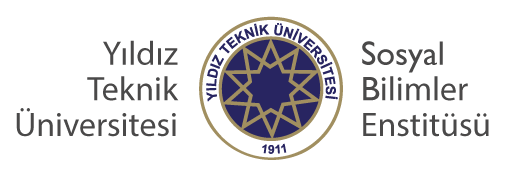 Yıldız
Teknik
Üniversitesi
YILDIZ TEKNİK ÜNİVERSİTESİ
1911
Sosyal
Bilimler
Enstitüsü